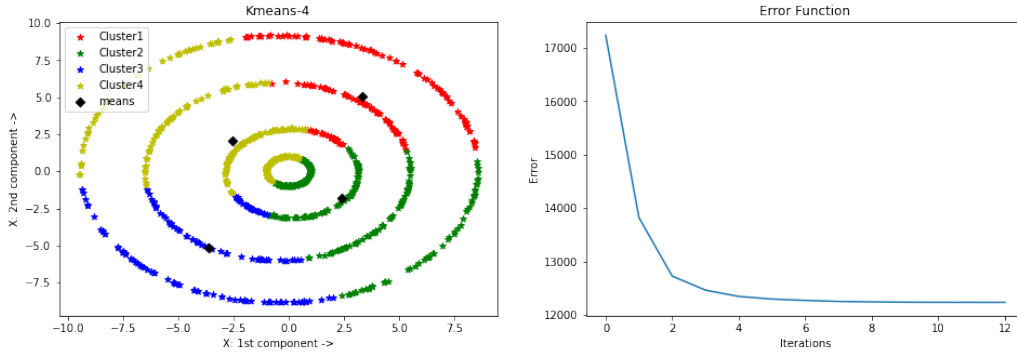 Kmeans-4
10.0
7.5
5.0
2.5
0.0
−2.5
−5.0
−7.5
X: 2nd component ->
Cluster1
Cluster2
Cluster3
Cluster4
means
−10.0 −7.5 −5.0 −2.5 0.0 2.5 5.0 7.5
X: 1st component ->
Error Function
17000
16000
15000
14000
13000
12000
Error
0 2 4 6 8 10 12
Iterations